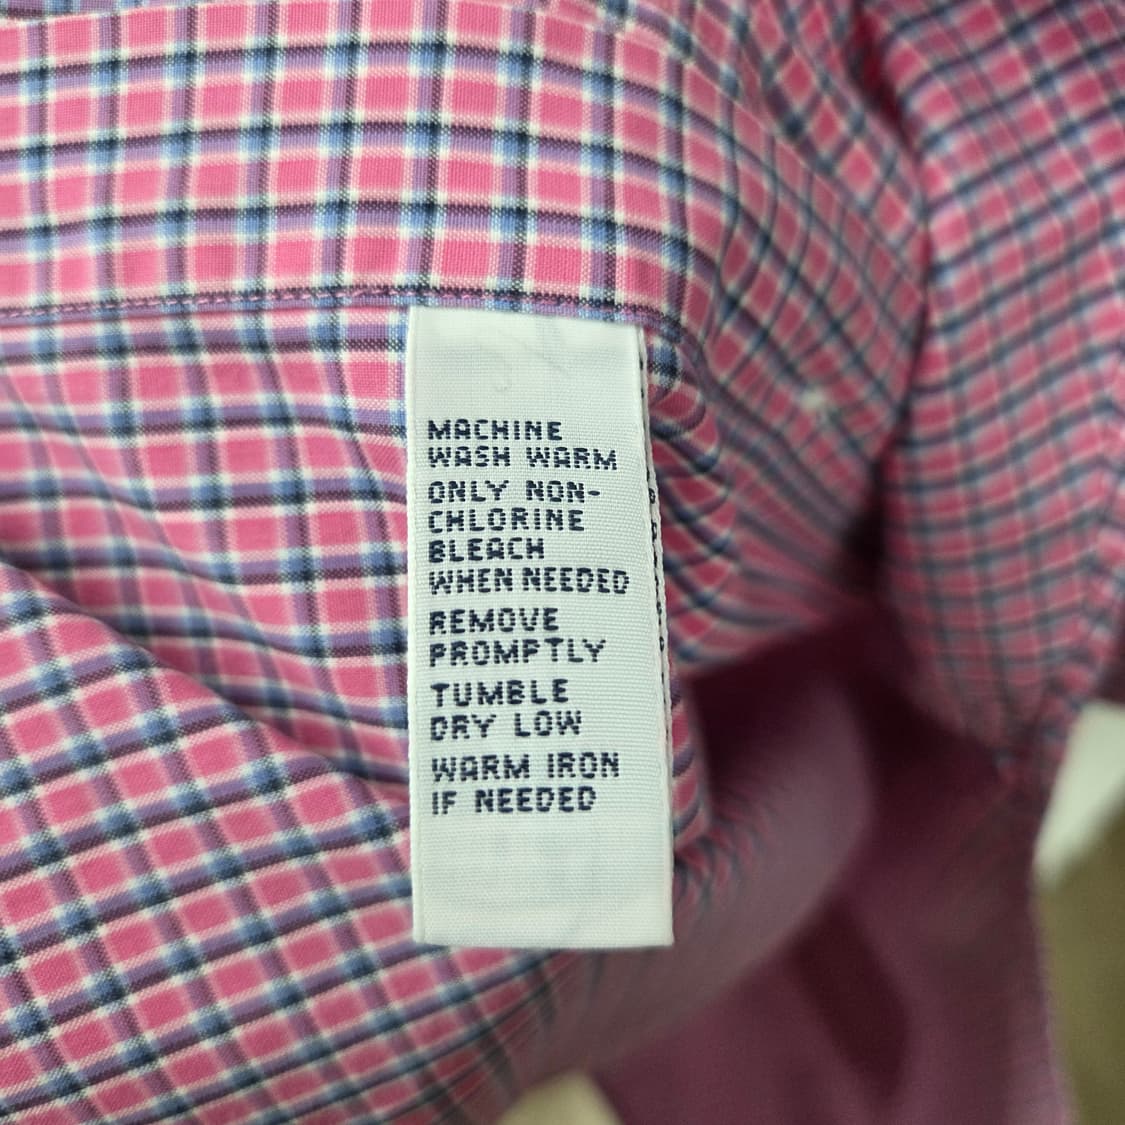 MACHINE
WASH WARM
ONLY NON-
CHLORINE
BLEACH
WHEN NEEDED
REMOVE
PROMPTLY
TUMBLE
DRY LOW
WARM IRON
IF NEEDED